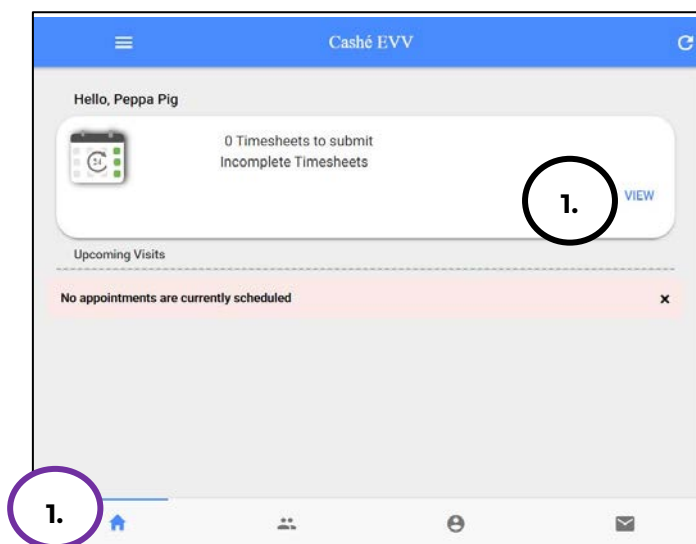 Cashé EVV
Hello, Peppa Pig
0 Timesheets to submit
Incomplete Timesheets
1.
VIEW
Upcoming Visits
No appointments are currently scheduled
1.